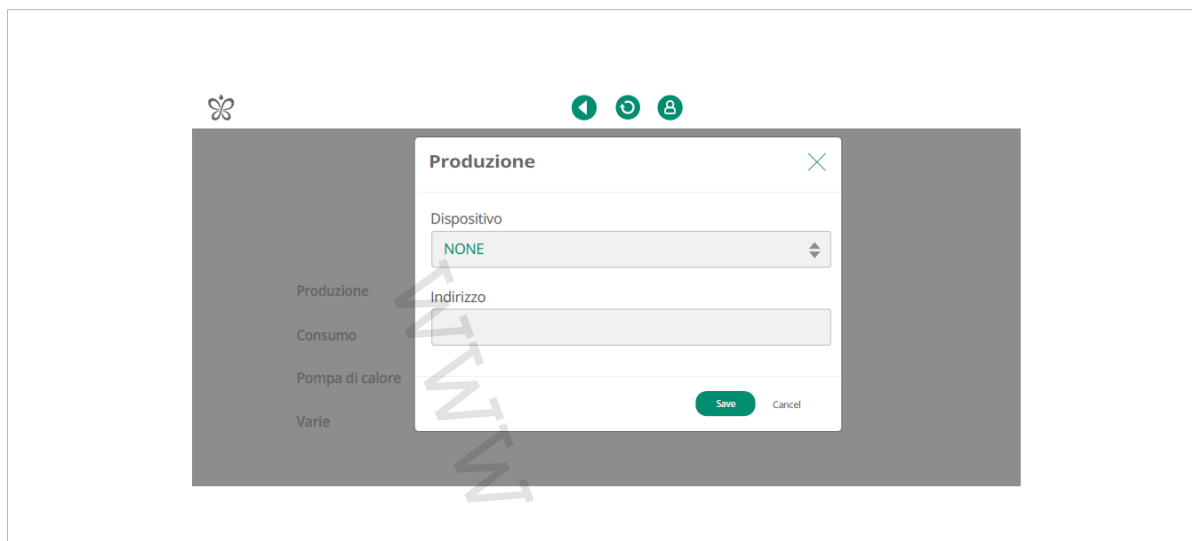 Produzione
Dispositivo
NONE
Produzione
Indirizzo
Consumo
Pompa di calore
Varie
Save Cancel
www